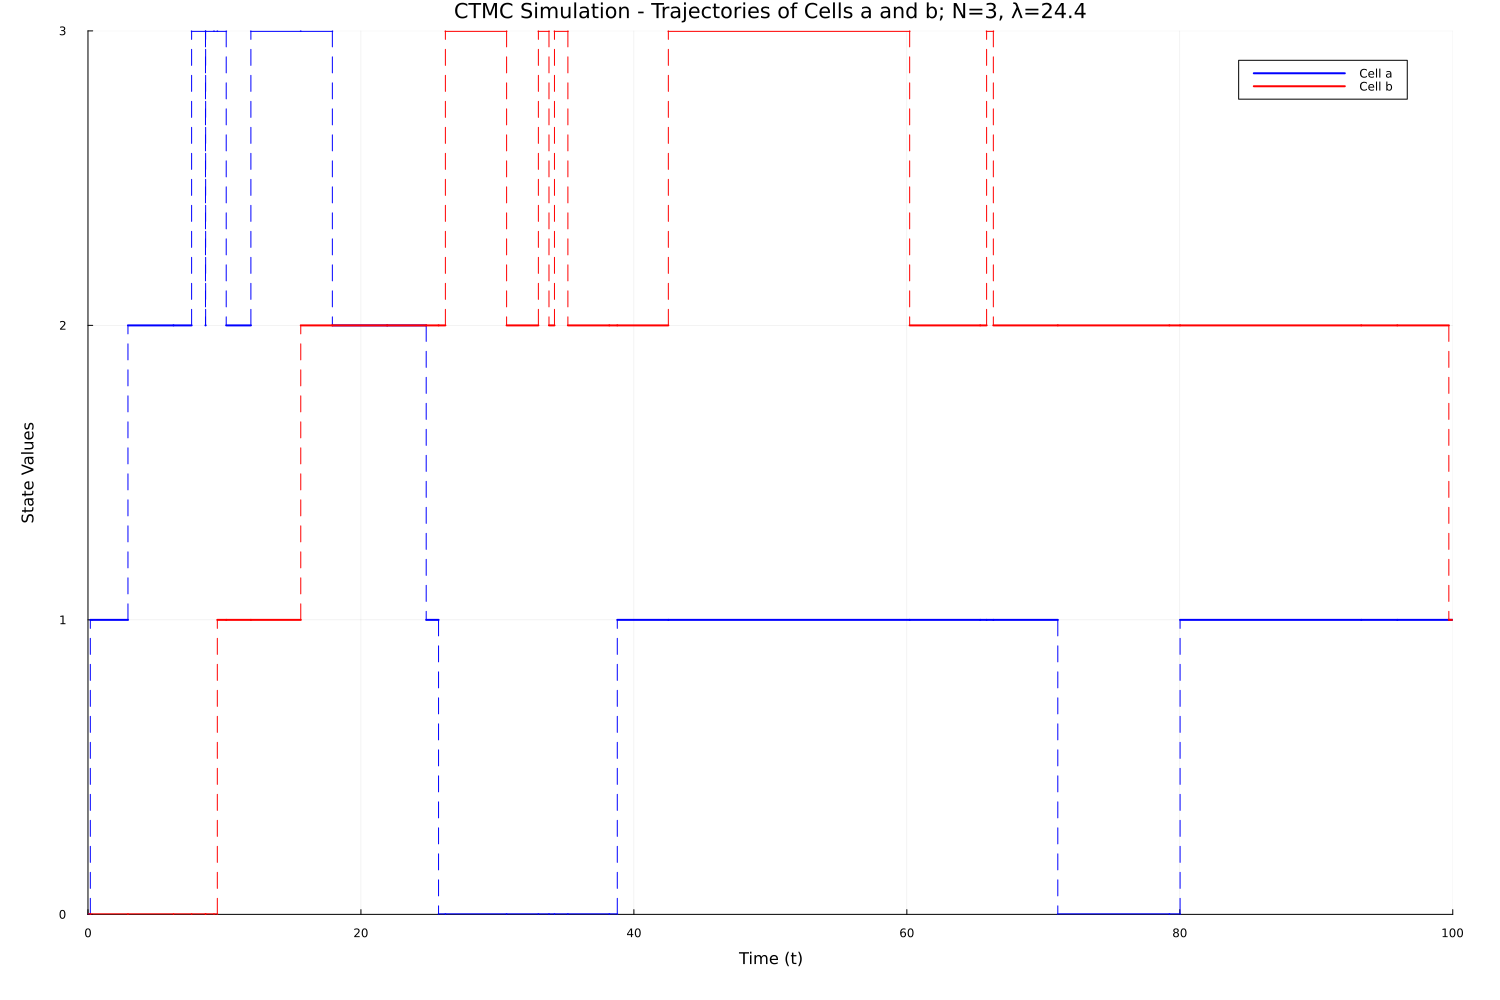 CTMC Simulation - Trajectories of Cells a and b; N=3, λ=24.4
3
Cell a
Cell b
2
State Values
1
0
0 20 40 60 80 100
Time (t)